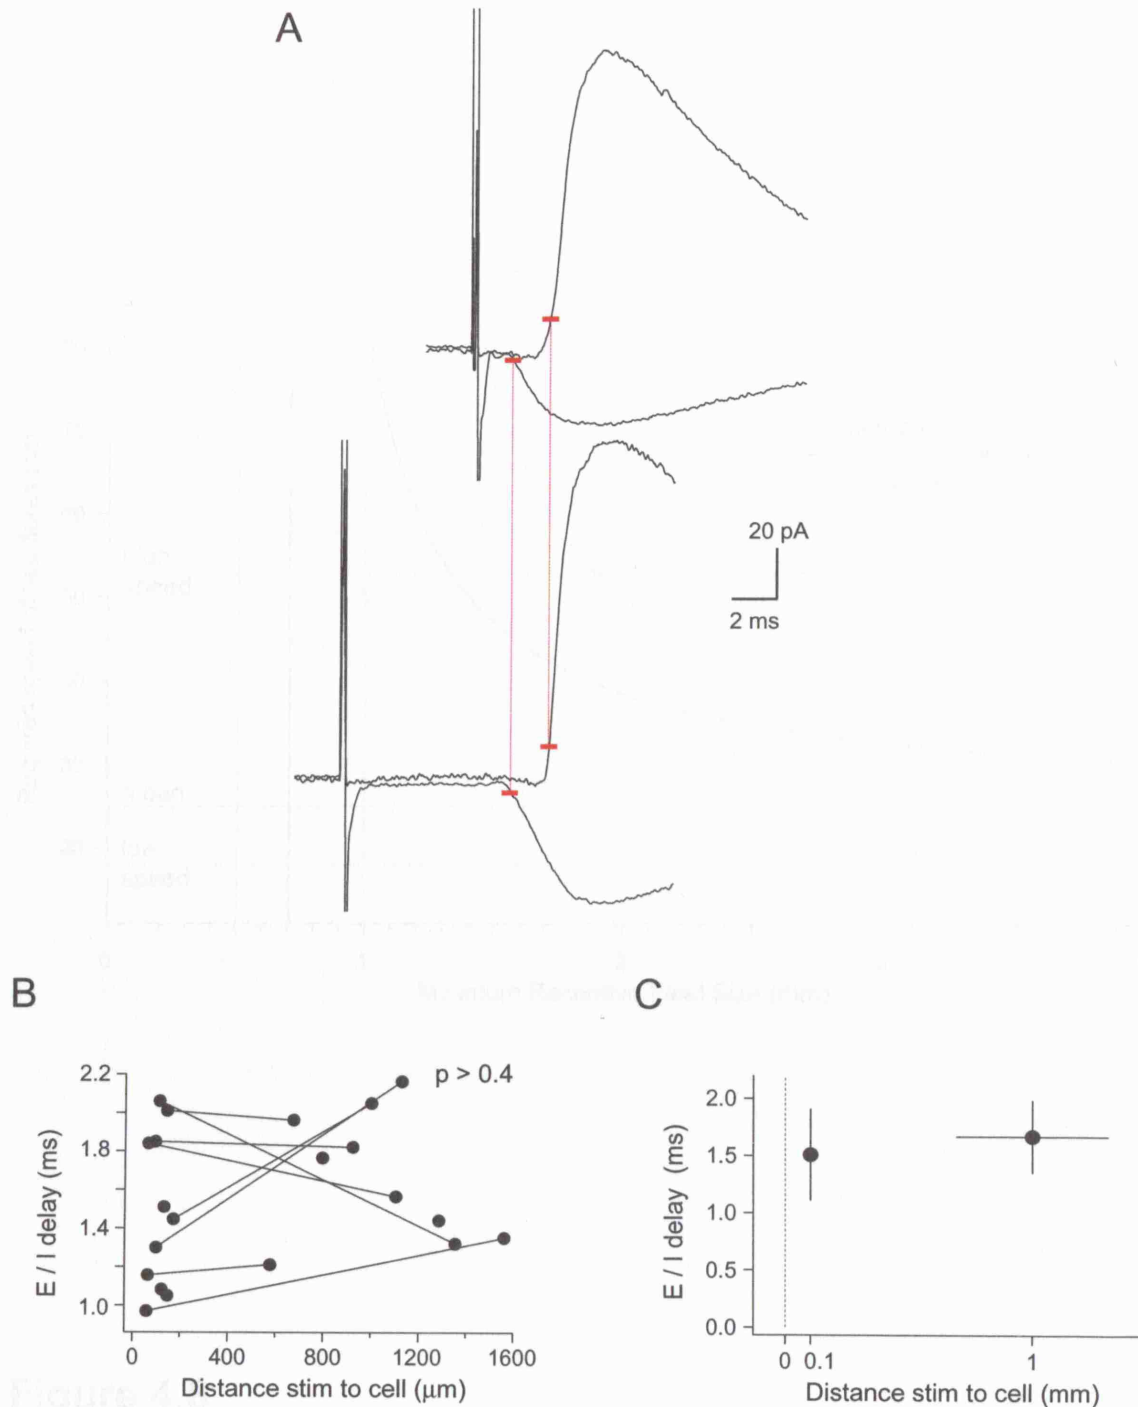 A
20 pA
2 ms
B
2.2
1.8
1.4
1.0
E / I delay (ms)
p > 0.4
0 400 800 1200 1600
Distance stim to cell (μm)
C
2.0
1.5
1.0
0.5
0.0
E / I delay (ms)
0 0.1 1
Distance stim to cell (mm)